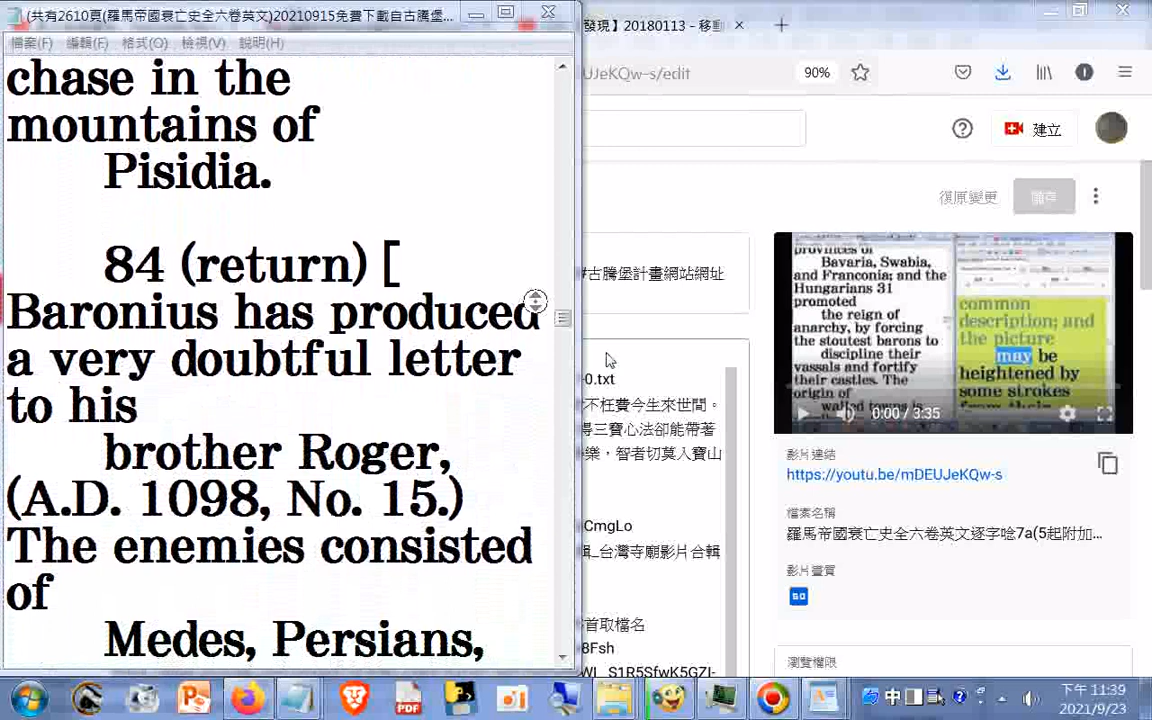 (共有2610頁(羅馬帝國衰亡史全六卷英文)20210915免費下載自古騰堡...
檔案(F) 編輯(E) 格式(O) 檢視(V) 說明(H)
chase in the
mountains of
Pisidia.
84 (return) [
Baronius has produced
a very doubtful letter
to his
brother Roger,
(A.D. 1098, No. 15.)
The enemies consisted
of
Medes, Persians,
發現】20180113 - 移動
UJeKQw-s/edit
90%
建立
復原變更
#古騰堡計畫網站網址
-0.txt
不枉費今生來世間。
得三寶心法卻能帶著
樂，智者切莫入寶山
CmgLo
輯_台灣寺廟影片合輯
首取檔名
8Fsh
WI_S1R5SfwK5GZI-
provinces of
Bavaria, Swabia,
and Franconia; and the
Hungarians 31
promoted
the reign of
anarchy, by forcing
the stoutest barons to
discipline their
vassals and fortify
their castles. The
origin of
walled towns is
common
description; and
the picture
may be
heightened by
some strokes
0:00 / 3:35
影片連結
https://youtu.be/mDEUJeKQw-s
檔案名稱
羅馬帝國衰亡史全六卷英文逐字唸7a(5起附加...
影片畫質
SD
瀏覽權限
中
下午 11:39
2021/9/23